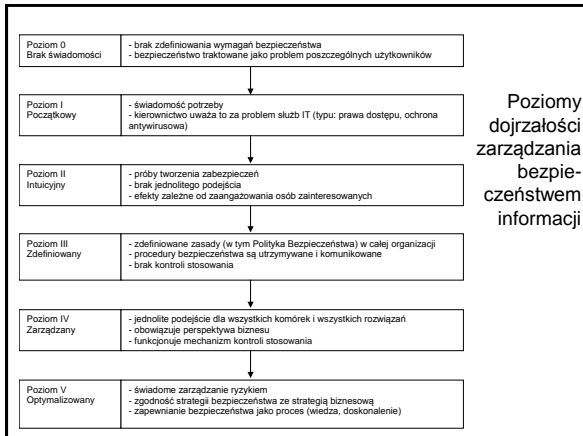 Poziom 0
Brak świadomości
- brak zdefiniowania wymagań bezpieczeństwa
- bezpieczeństwo traktowane jako problem poszczególnych użytkowników
Poziom I
Początkowy
- świadomość potrzeby
- kierownictwo uważa to za problem służb IT (typu: prawa dostępu, ochrona
antywirusowa)
Poziom II
Intuicyjny
- próby tworzenia zabezpieczeń
- brak jednolitego podejścia
- efekty zależne od zaangażowania osób zainteresowanych
Poziom III
Zdefiniowany
- zdefiniowane zasady (w tym Polityka Bezpieczeństwa) w całej organizacji
- procedury bezpieczeństwa są utrzymywane i komunikowane
- brak kontroli stosowania
Poziom IV
Zarządzany
- jednolite podejście dla wszystkich komórek i wszystkich rozwiązań
- obowiązuje perspektywa biznesu
- funkcjonuje mechanizm kontroli stosowania
Poziom V
Optymalizowany
- świadome zarządzanie ryzykiem
- zgodność strategii bezpieczeństwa ze strategią biznesową
- zapewnianie bezpieczeństwa jako proces (wiedza, doskonalenie)
Poziomy
dojrzałości
zarządzania
bezpie-
czeństwem
informacji